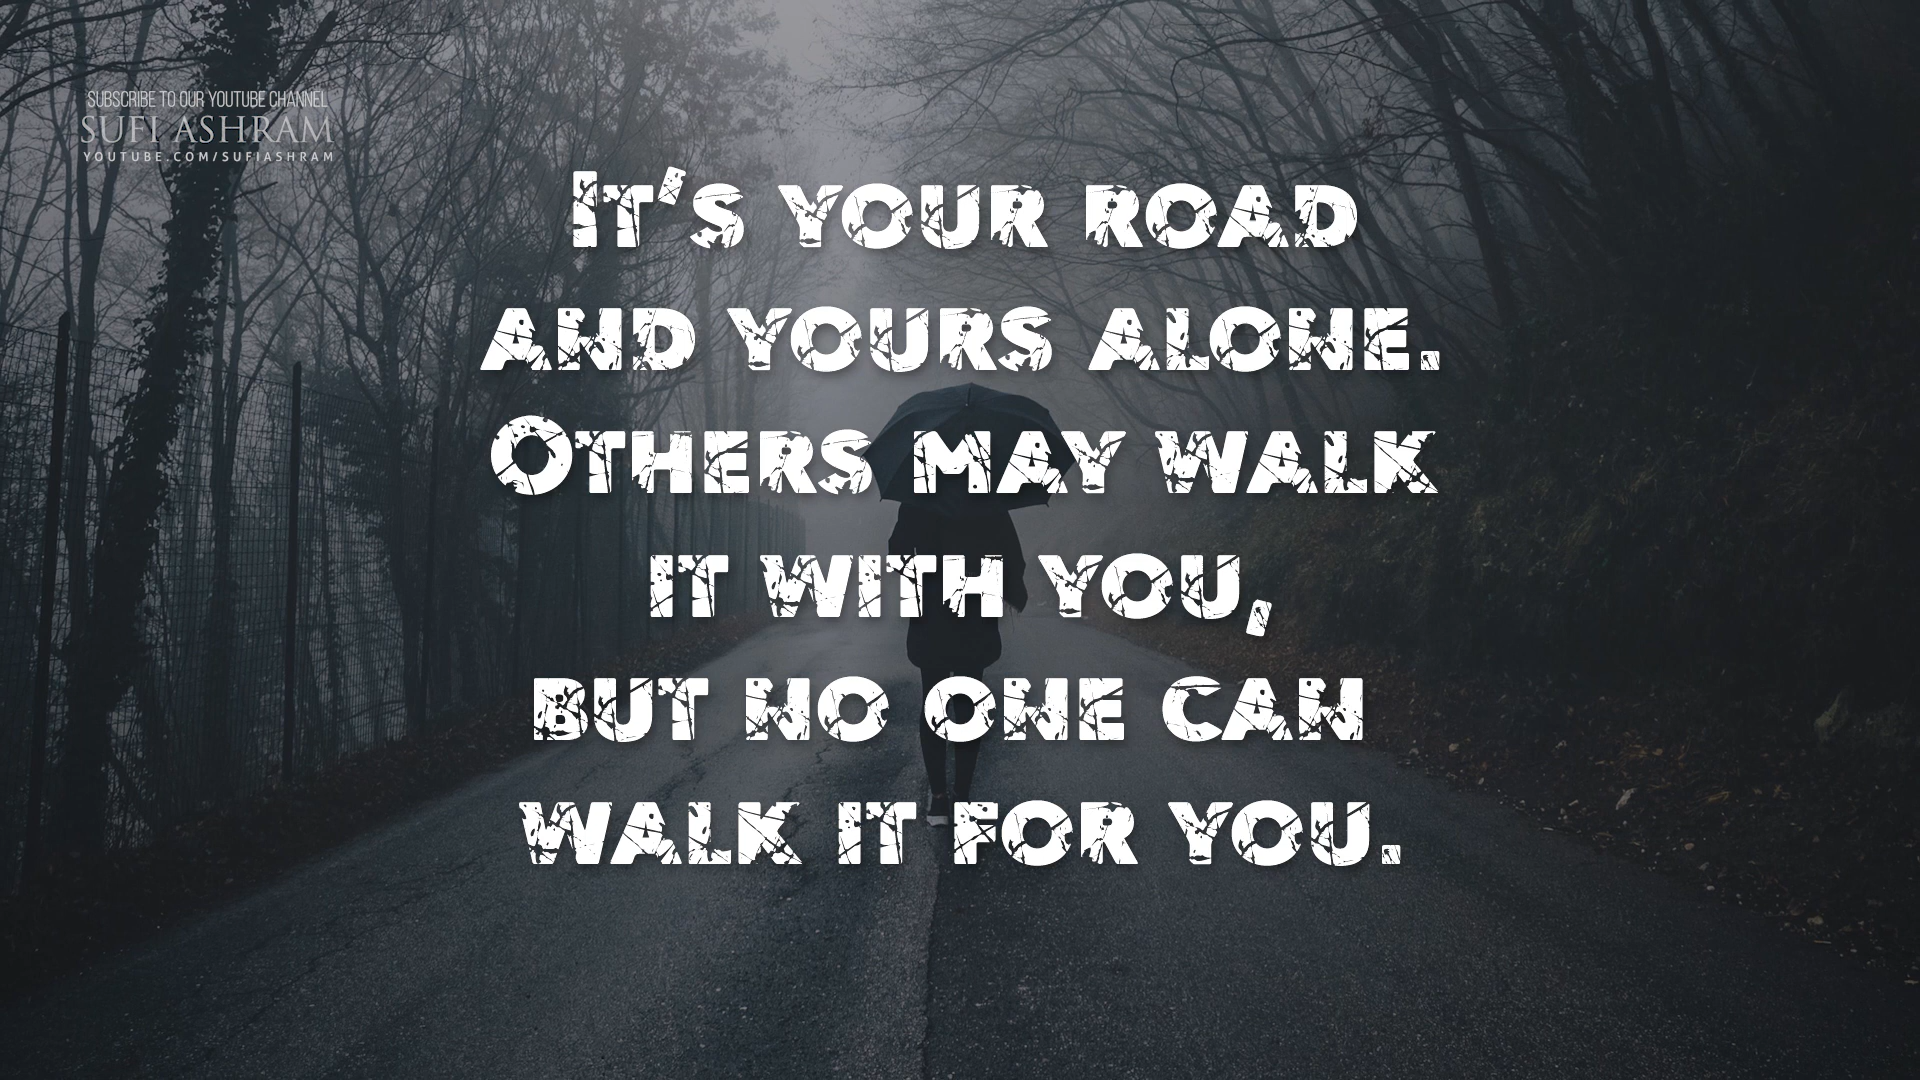 SUBSCRIBE TO OUR YOUTUBE CHANNEL
SUFI ASHRAM
YOUTUBE.COM/SUFIASHRAM
It's your road
and yours alone.
Others may walk
it with you,
but no one can
walk it for you.